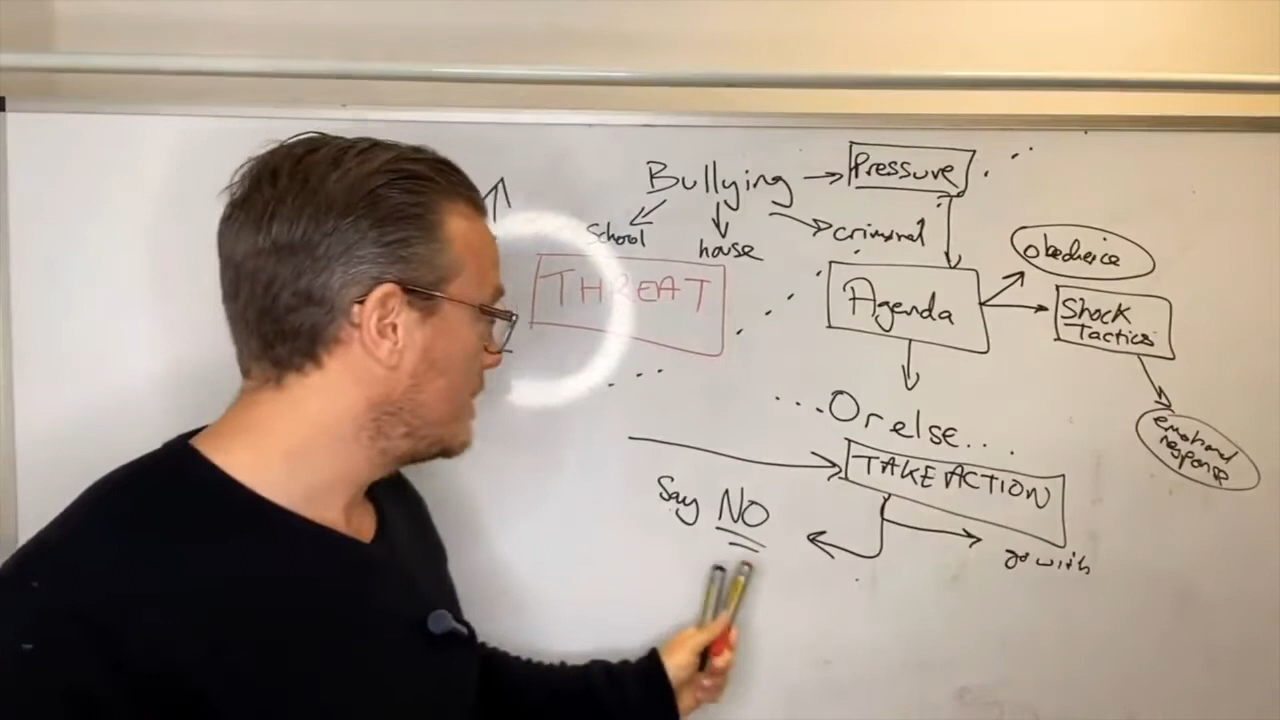 Bullying
Pressure
School
house
criminal
obedience
THREAT
Agenda
Shock
Tactics
...Or else...
emotional
response
TAKE ACTION
Say NO
go with